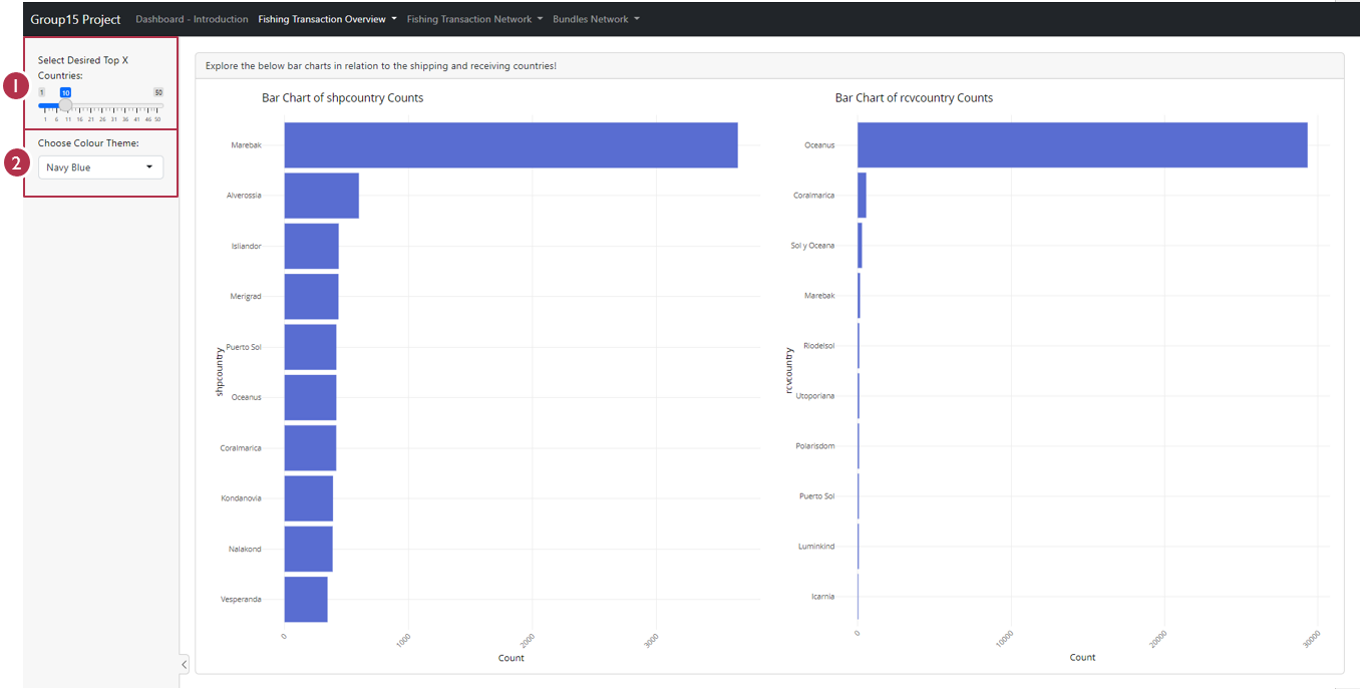 Group15 Project Dashboard - Introduction Fishing Transaction Overview Fishing Transaction Network Bundles Network
1
Select Desired Top X
Countries:
1 10 50
1 6 11 16 21 26 31 36 41 46 50
2
Choose Colour Theme:
Navy Blue
Explore the below bar charts in relation to the shipping and receiving countries!
Bar Chart of shpcountry Counts
shpcountry
Marebak
Alverossia
Isliandor
Merigrad
Puerto Sol
Oceanus
Coralmarica
Kondanovia
Nalakond
Vesperanda
0 1000 2000 3000
Count
Bar Chart of rcvcountry Counts
rcvcountry
Oceanus
Coralmarica
Sol y Oceana
Marebak
Riodelsol
Utoporiana
Polarisdom
Puerto Sol
Luminkind
Icarnia
0 10000 20000 30000
Count